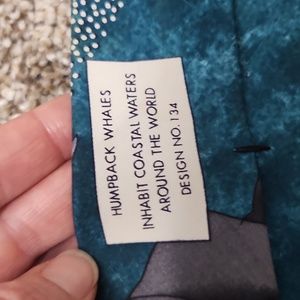 HUMPBACK WHALES
INHABIT COASTAL WATERS
AROUND THE WORLD
DESIGN NO. 134